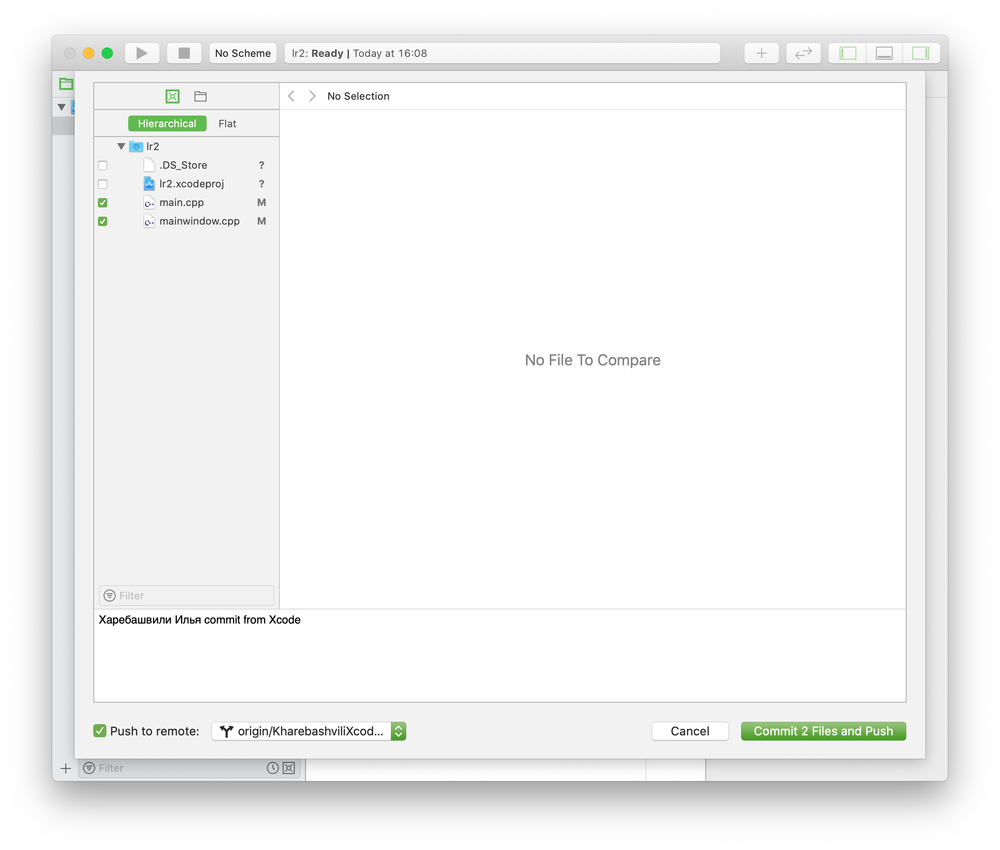 No Scheme
lr2: Ready | Today at 16:08
No Selection
Hierarchical Flat
lr2
.DS_Store ?
lr2.xcodeproj ?
main.cpp M
mainwindow.cpp M
No File To Compare
Filter
Харебашвили Илья commit from Xcode
Push to remote: origin/KharebashviliXcod... Cancel Commit 2 Files and Push
Filter